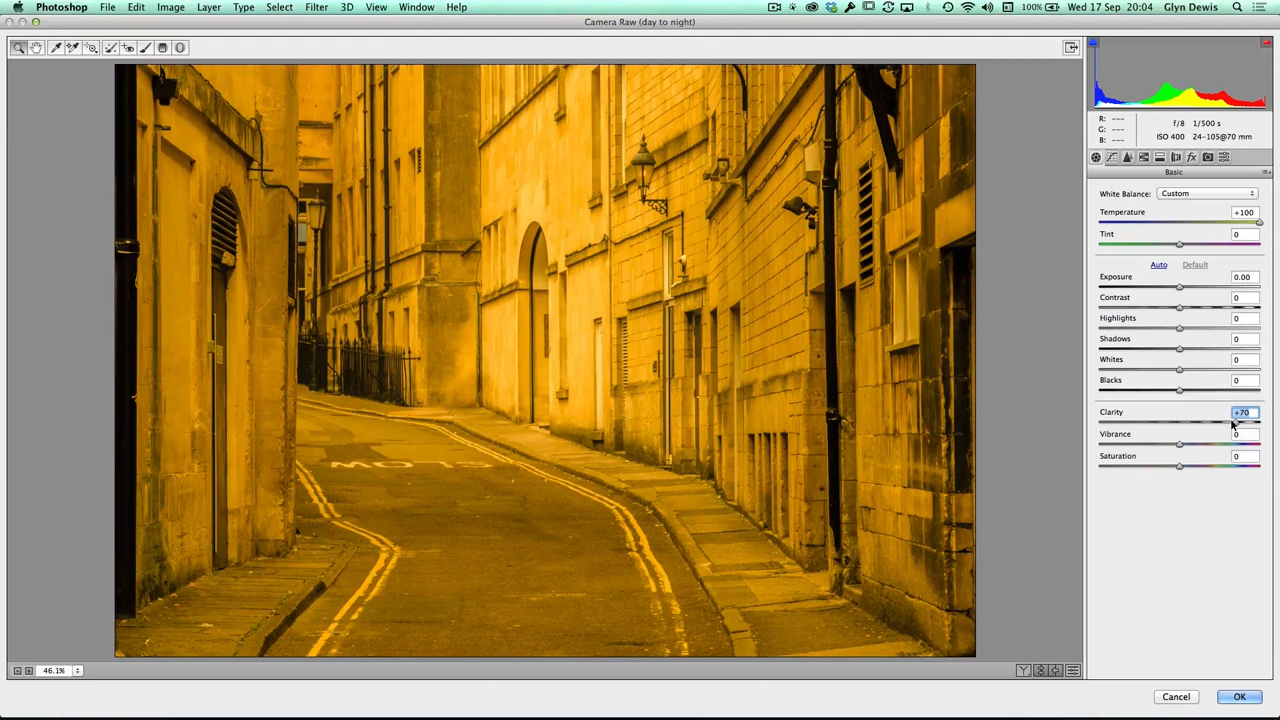 Photoshop File Edit Image Layer Type Select Filter 3D View Window Help 100% Wed 17 Sep 20:04 Glyn Dewis
Camera Raw (day to night)
R: ---
G: ---
B: ---
f/8 1/500 s
ISO 400 24-105@70 mm
Basic
White Balance: Custom
Temperature +100
Tint 0
Auto Default
Exposure 0.00
Contrast 0
Highlights 0
Shadows 0
Whites 0
Blacks 0
Clarity +70
Vibrance 0
Saturation 0
SLOW
46.1%
Cancel OK